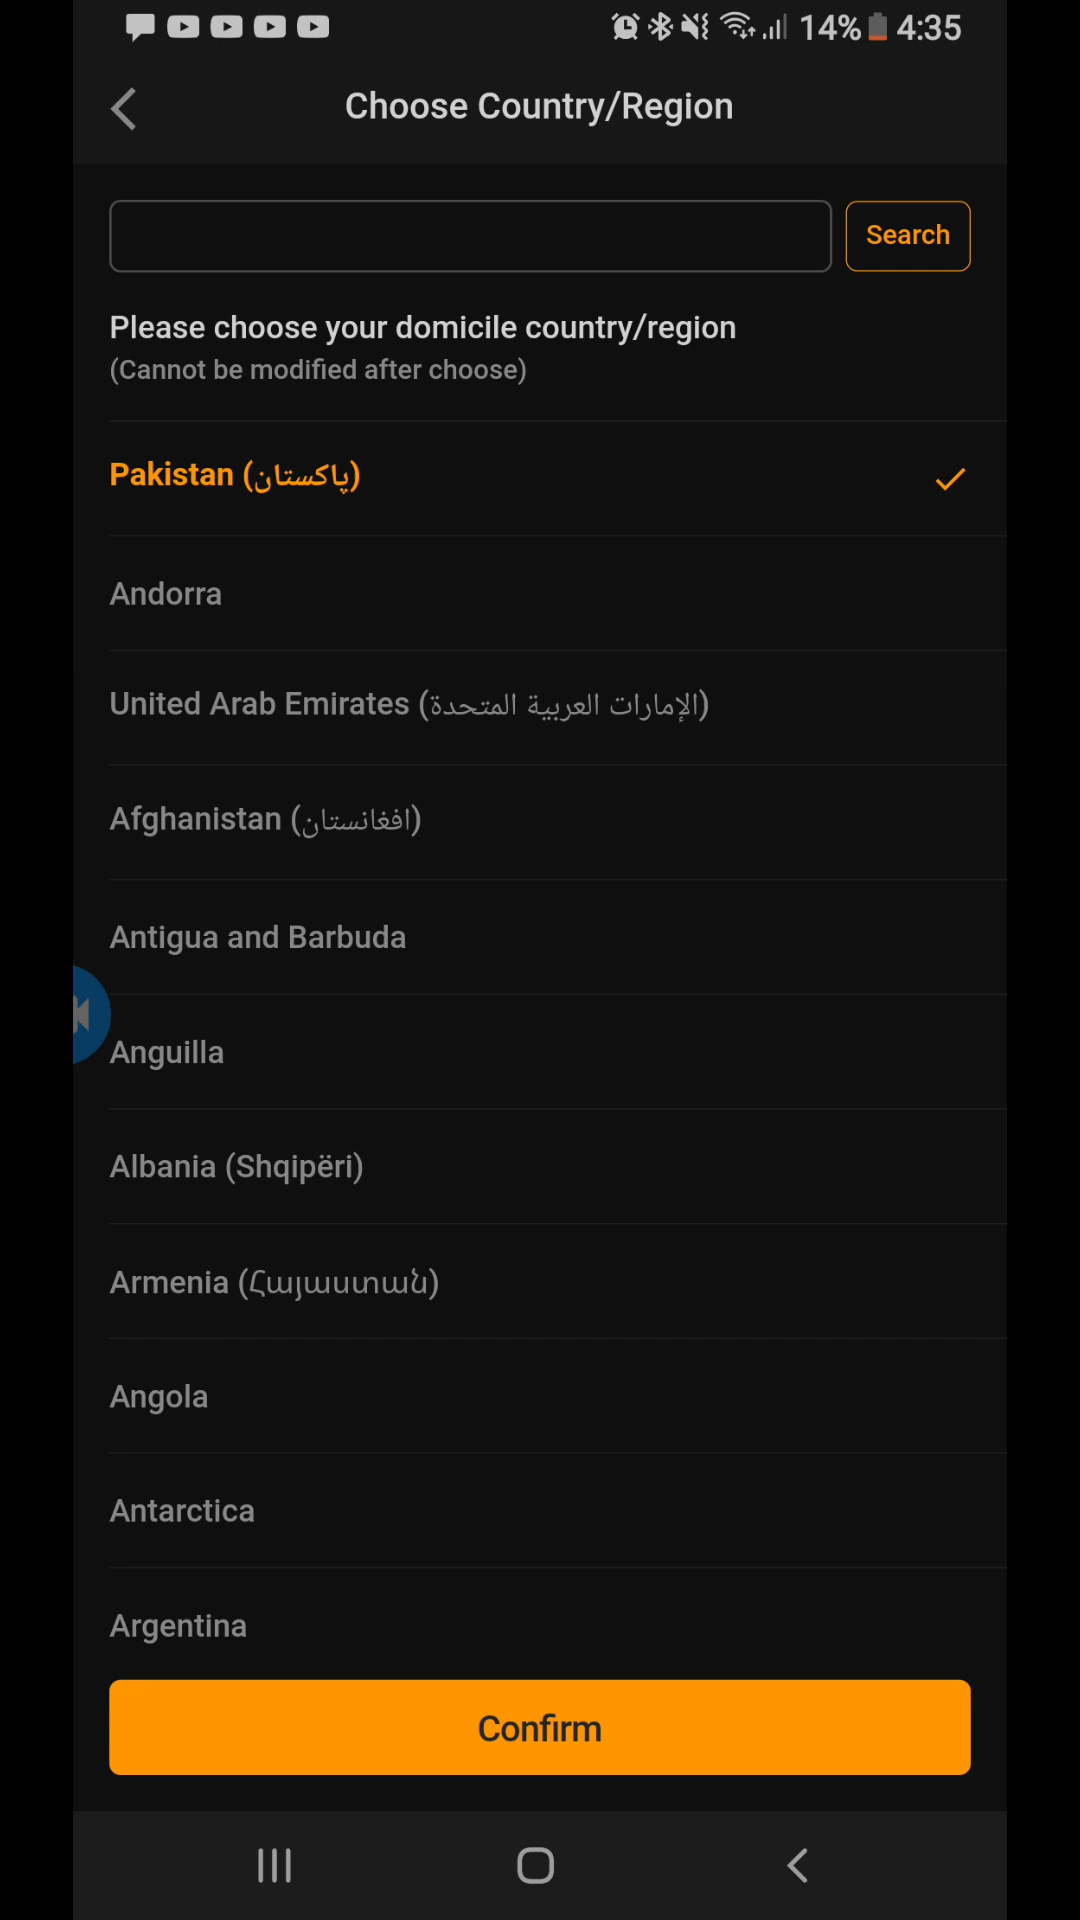 14% 4:35
Choose Country/Region
Search
Please choose your domicile country/region
(Cannot be modified after choose)
Pakistan (پاکستان)
Andorra
United Arab Emirates (الإمارات العربية المتحدة)
Afghanistan (افغانستان)
Antigua and Barbuda
Anguilla
Albania (Shqipëri)
Armenia (Հայաստան)
Angola
Antarctica
Argentina
Confirm